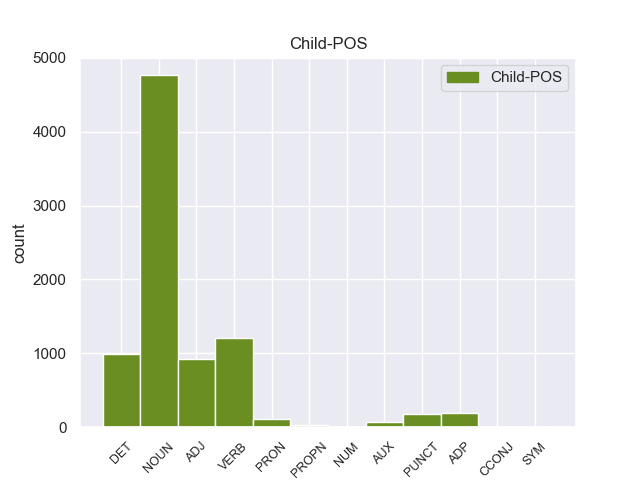 Child-POS
Child-POS
5000
4000
3000
2000
1000
0
count
DET
NOUN
ADJ
VERB
PRON
PROPN
NUM
AUX
PUNCT
ADP
CCONJ
SYM